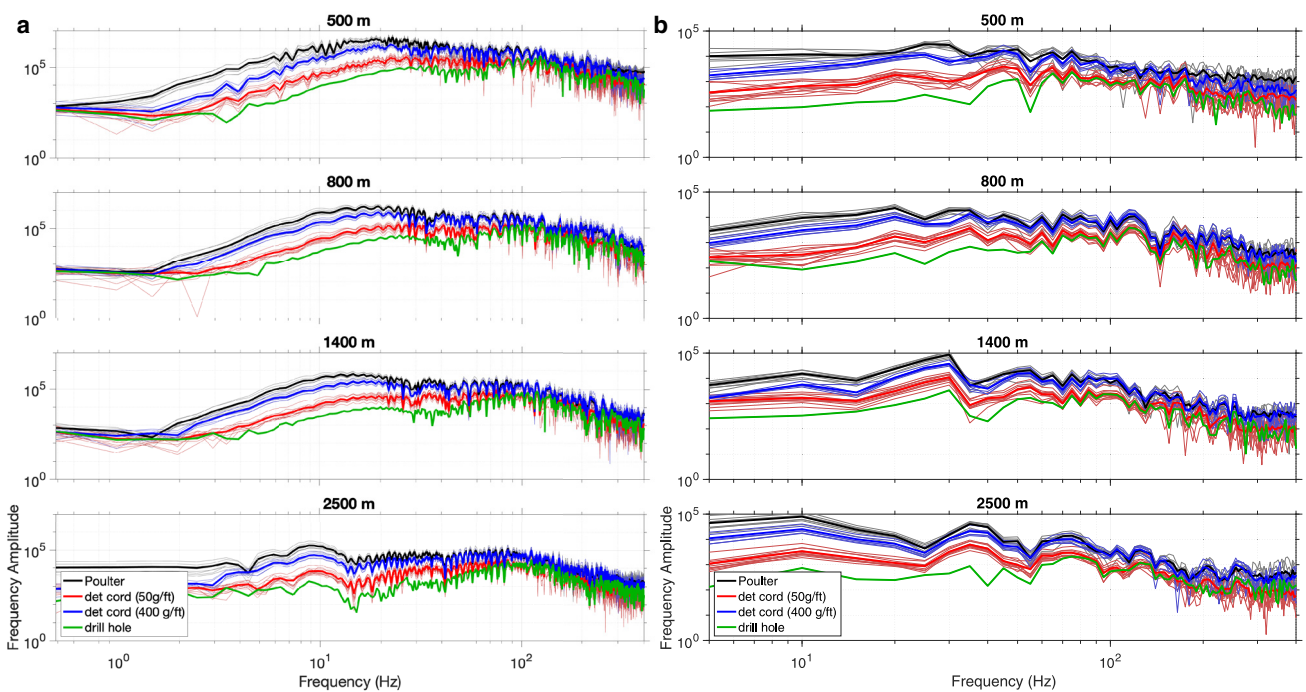 a
500 m
10^5
10^0
800 m
10^5
10^0
1400 m
10^5
10^0
2500 m
10^5
10^0
Frequency Amplitude
Poulter
det cord (50g/ft)
det cord (400 g/ft)
drill hole
10^0
10^1
10^2
Frequency (Hz)
b
500 m
10^5
10^0
800 m
10^5
10^0
1400 m
10^5
10^0
2500 m
10^5
10^0
Frequency Amplitude
Poulter
det cord (50g/ft)
det cord (400 g/ft)
drill hole
10^1
10^2
Frequency (Hz)